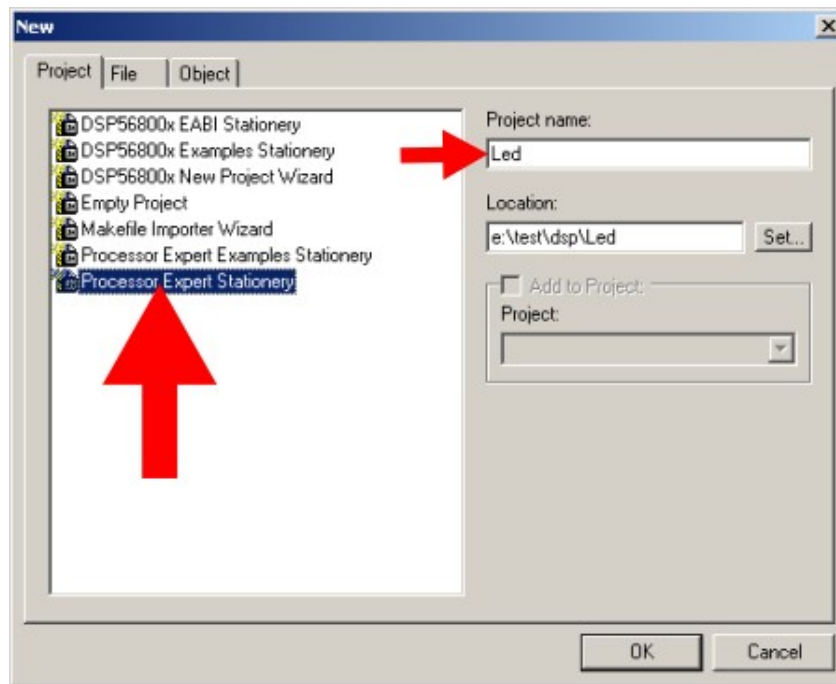 New
Project File Object
DSP56800x EABI Stationery
DSP56800x Examples Stationery
DSP56800x New Project Wizard
Empty Project
Makefile Importer Wizard
Processor Expert Examples Stationery
Processor Expert Stationery
Project name:
Led
Location:
e:\test\dsp\Led
Set...
Add to Project:
Project:
OK Cancel